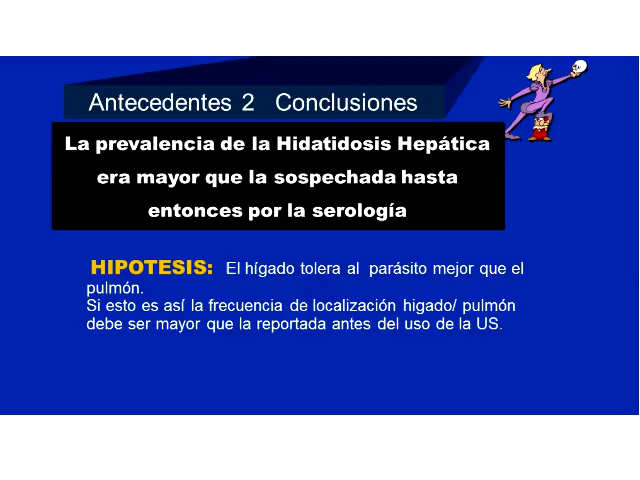 Antecedentes 2 Conclusiones
La prevalencia de la Hidatidosis Hepática
era mayor que la sospechada hasta
entonces por la serología
HIPOTESIS: El hígado tolera al parásito mejor que el
pulmón.
Si esto es así la frecuencia de localización higado/ pulmón
debe ser mayor que la reportada antes del uso de la US.